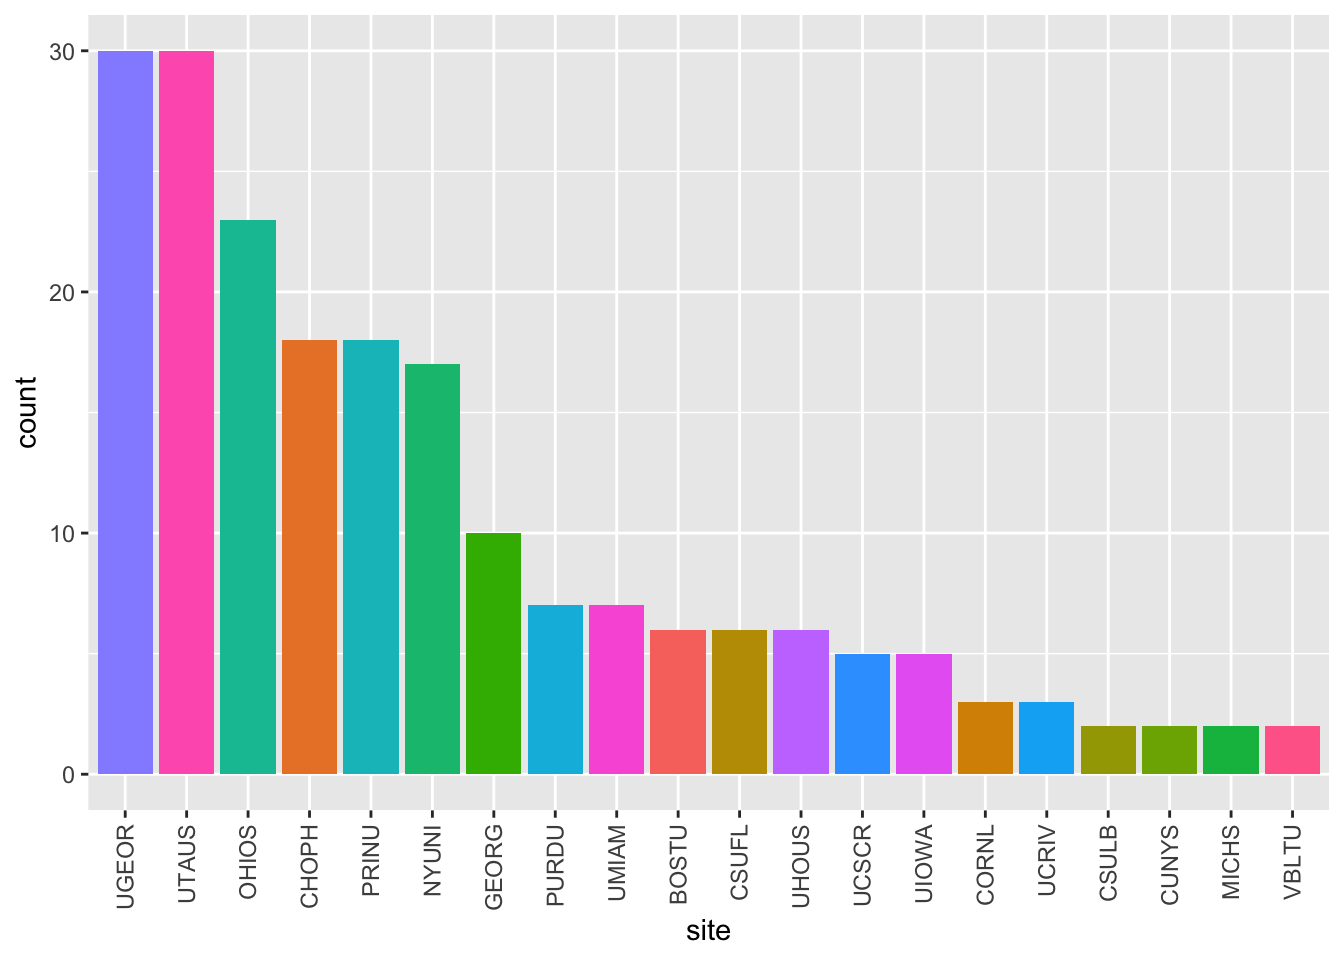 30
20
10
0
count
UGEOR
UTAUS
OHIOS
CHOPH
PRINU
NYUNI
GEORG
PURDU
UMIAM
BOSTU
CSUFL
UHOUS
UCSCR
UIOWA
CORNL
UCRIV
CSULB
CUNYS
MICHS
VBLTU
site